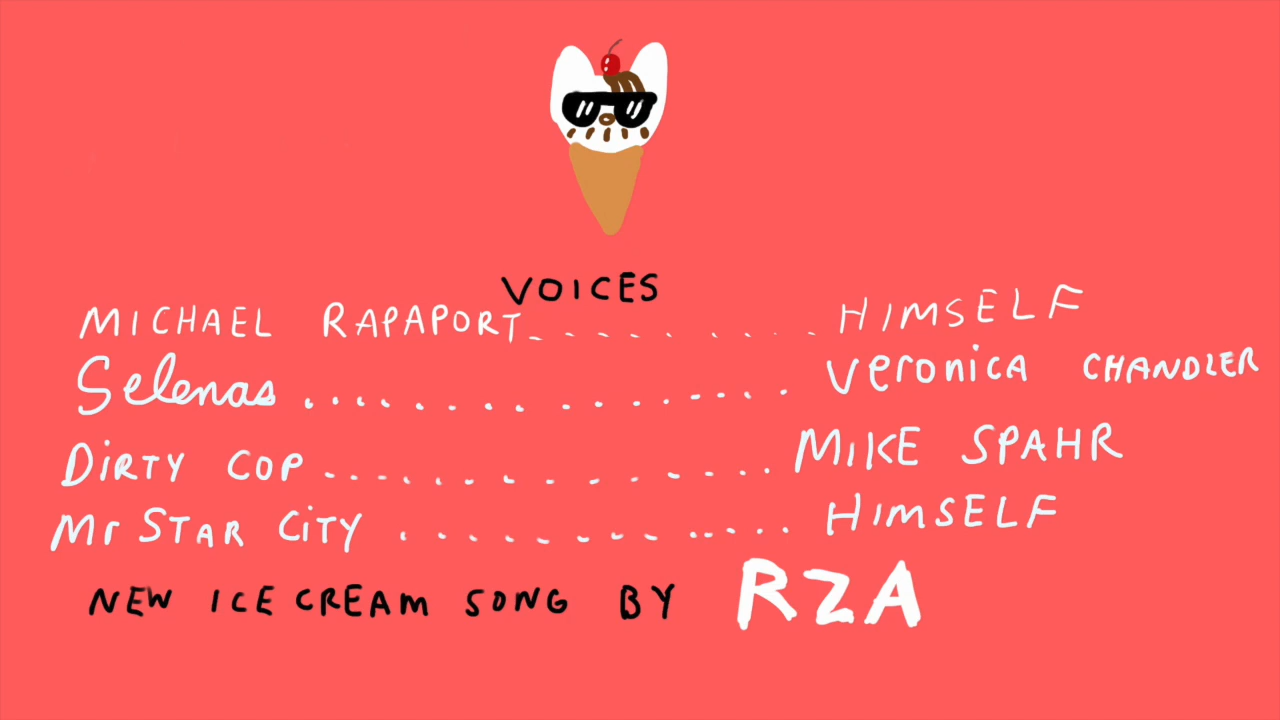 VOICES
MICHAEL RAPAPORT.......... HIMSELF
Selenas ............. Veronica CHANDLER
DiRTY COP ............. MIKE SPAHR
Mr STAR CiTY ............. HIMSELF
NEW ICE CREAM SONG BY RZA